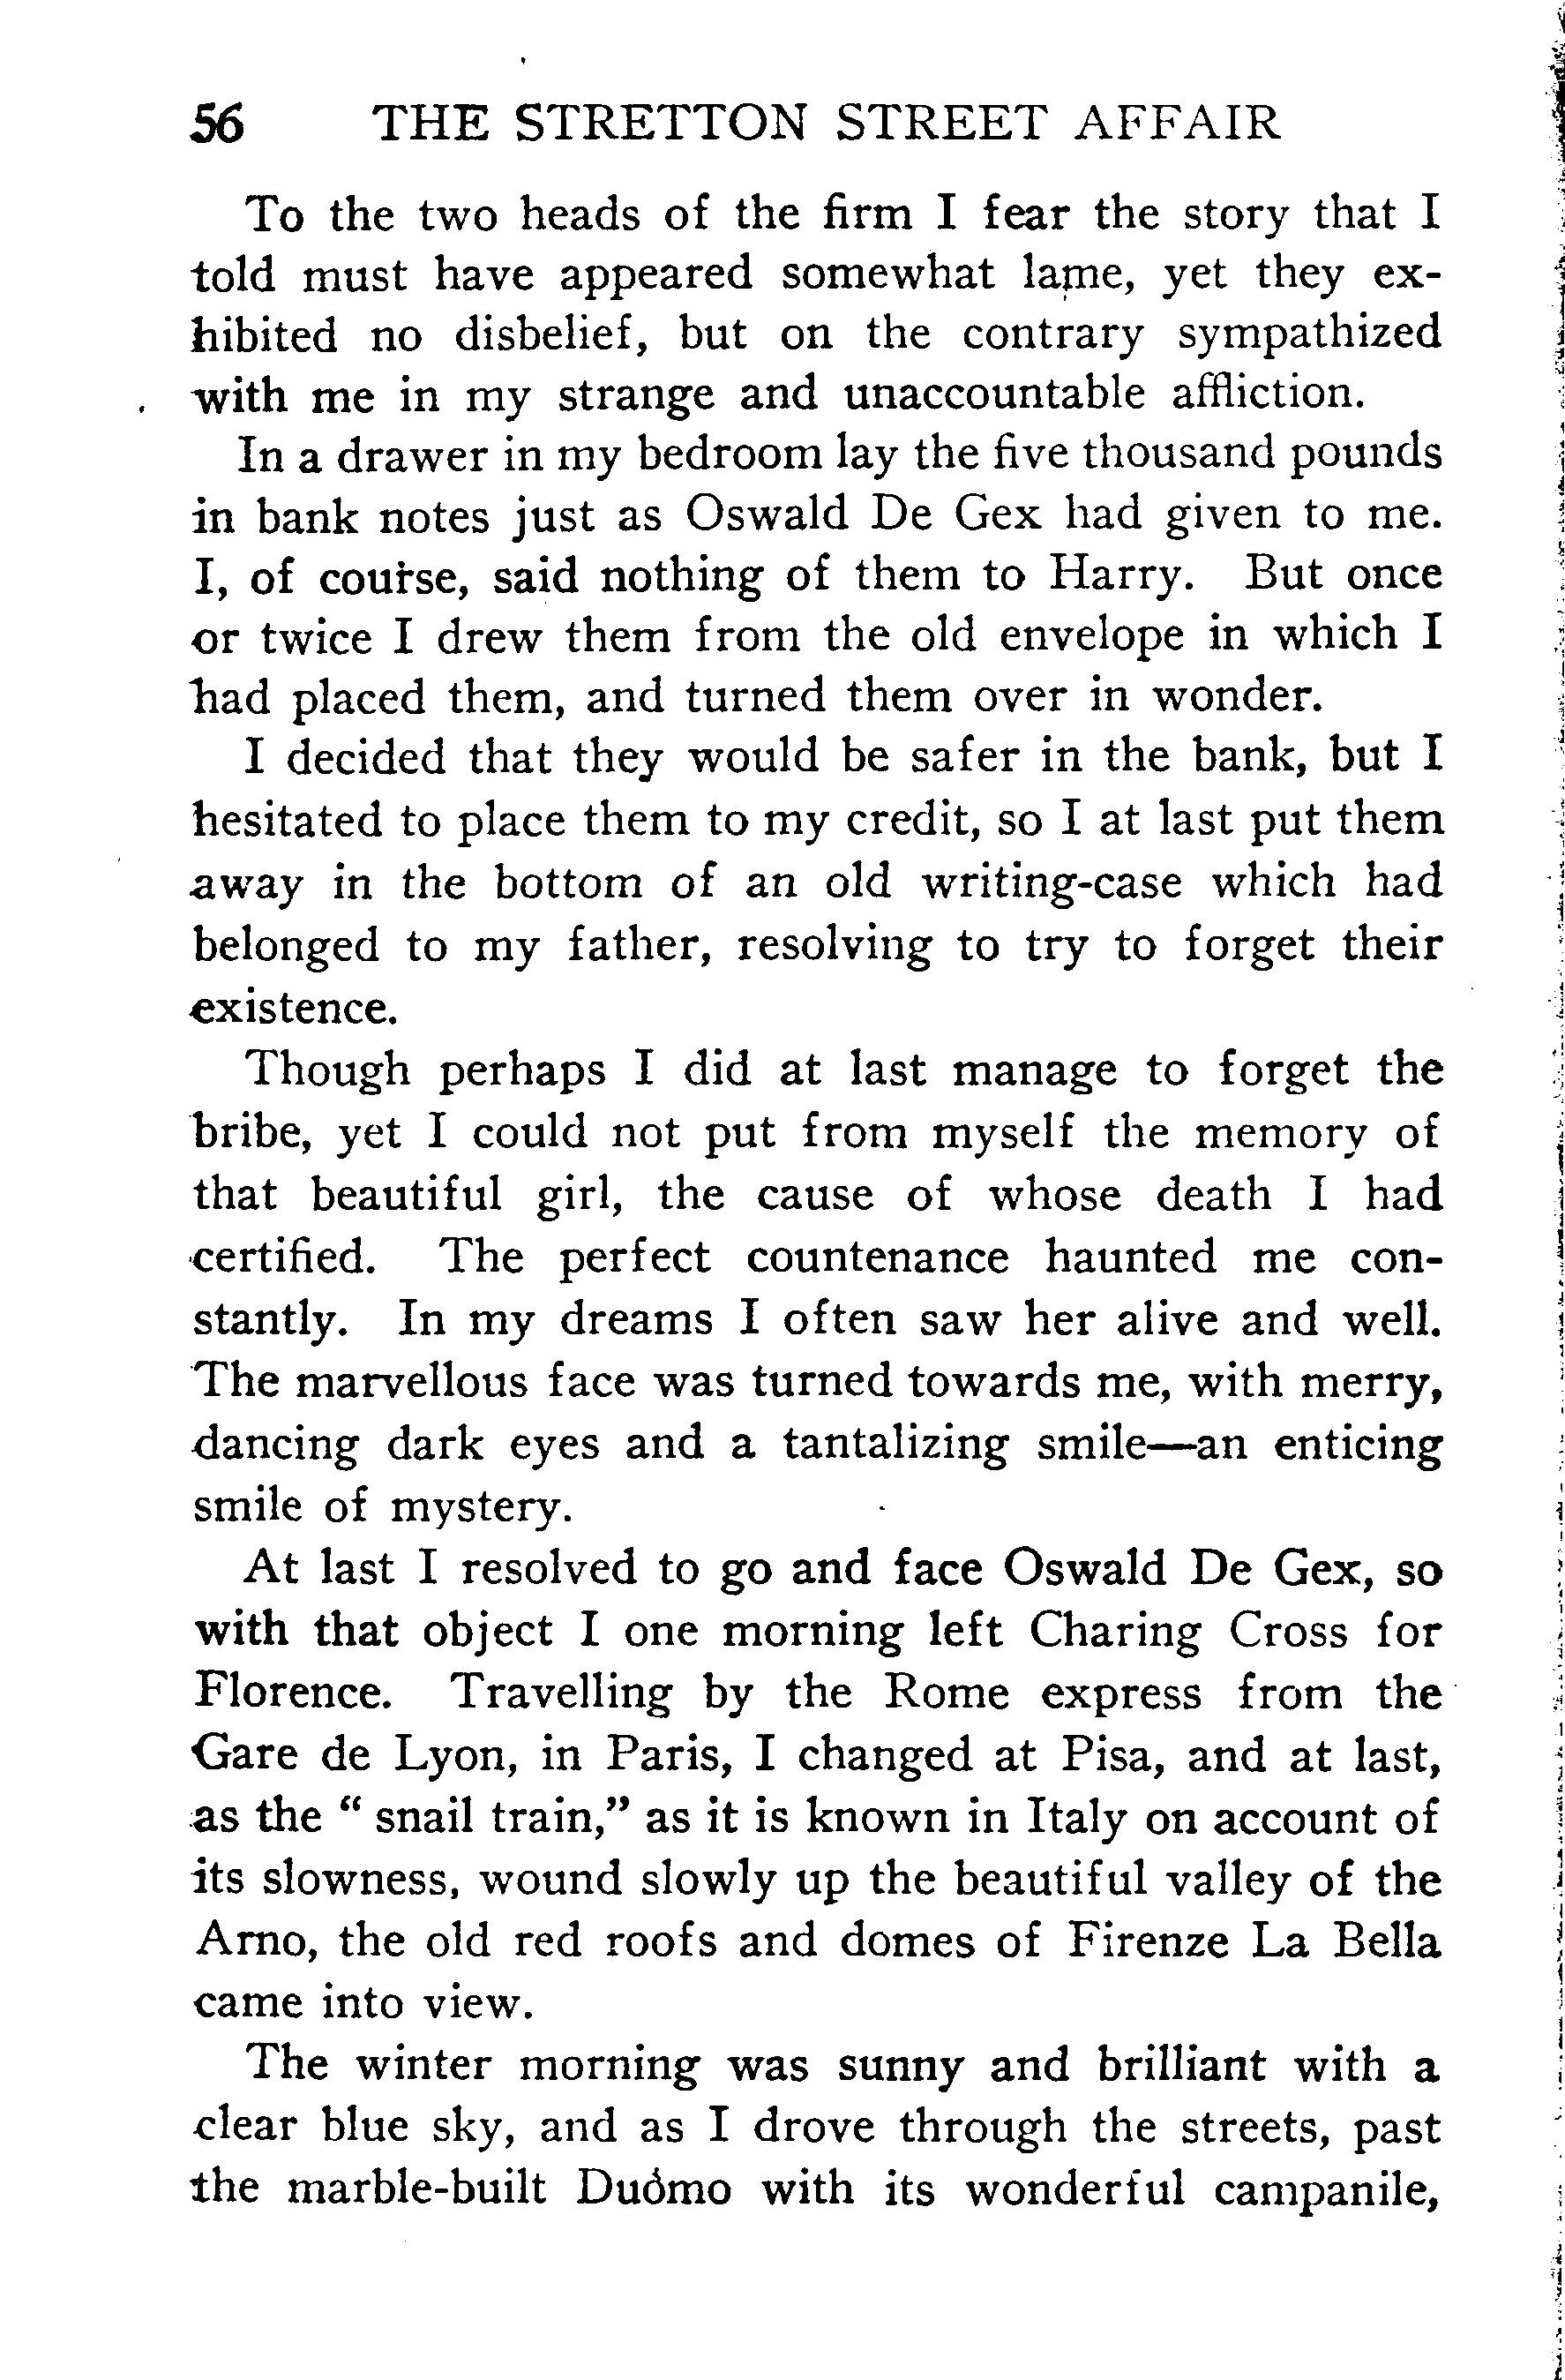 56 THE STRETTON STREET AFFAIR
To the two heads of the firm I fear the story that I
told must have appeared somewhat lame, yet they ex-
hibited no disbelief, but on the contrary sympathized
with me in my strange and unaccountable affliction.
In a drawer in my bedroom lay the five thousand pounds
in bank notes just as Oswald De Gex had given to me.
I, of course, said nothing of them to Harry. But once
or twice I drew them from the old envelope in which I
had placed them, and turned them over in wonder.
I decided that they would be safer in the bank, but I
hesitated to place them to my credit, so I at last put them
away in the bottom of an old writing-case which had
belonged to my father, resolving to try to forget their
existence.
Though perhaps I did at last manage to forget the
bribe, yet I could not put from myself the memory of
that beautiful girl, the cause of whose death I had
certified. The perfect countenance haunted me con-
stantly. In my dreams I often saw her alive and well.
The marvellous face was turned towards me, with merry,
dancing dark eyes and a tantalizing smile—an enticing
smile of mystery.
At last I resolved to go and face Oswald De Gex, so
with that object I one morning left Charing Cross for
Florence. Travelling by the Rome express from the
Gare de Lyon, in Paris, I changed at Pisa, and at last,
as the “ snail train,” as it is known in Italy on account of
its slowness, wound slowly up the beautiful valley of the
Arno, the old red roofs and domes of Firenze La Bella
came into view.
The winter morning was sunny and brilliant with a
clear blue sky, and as I drove through the streets, past
the marble-built Duómo with its wonderful campanile,